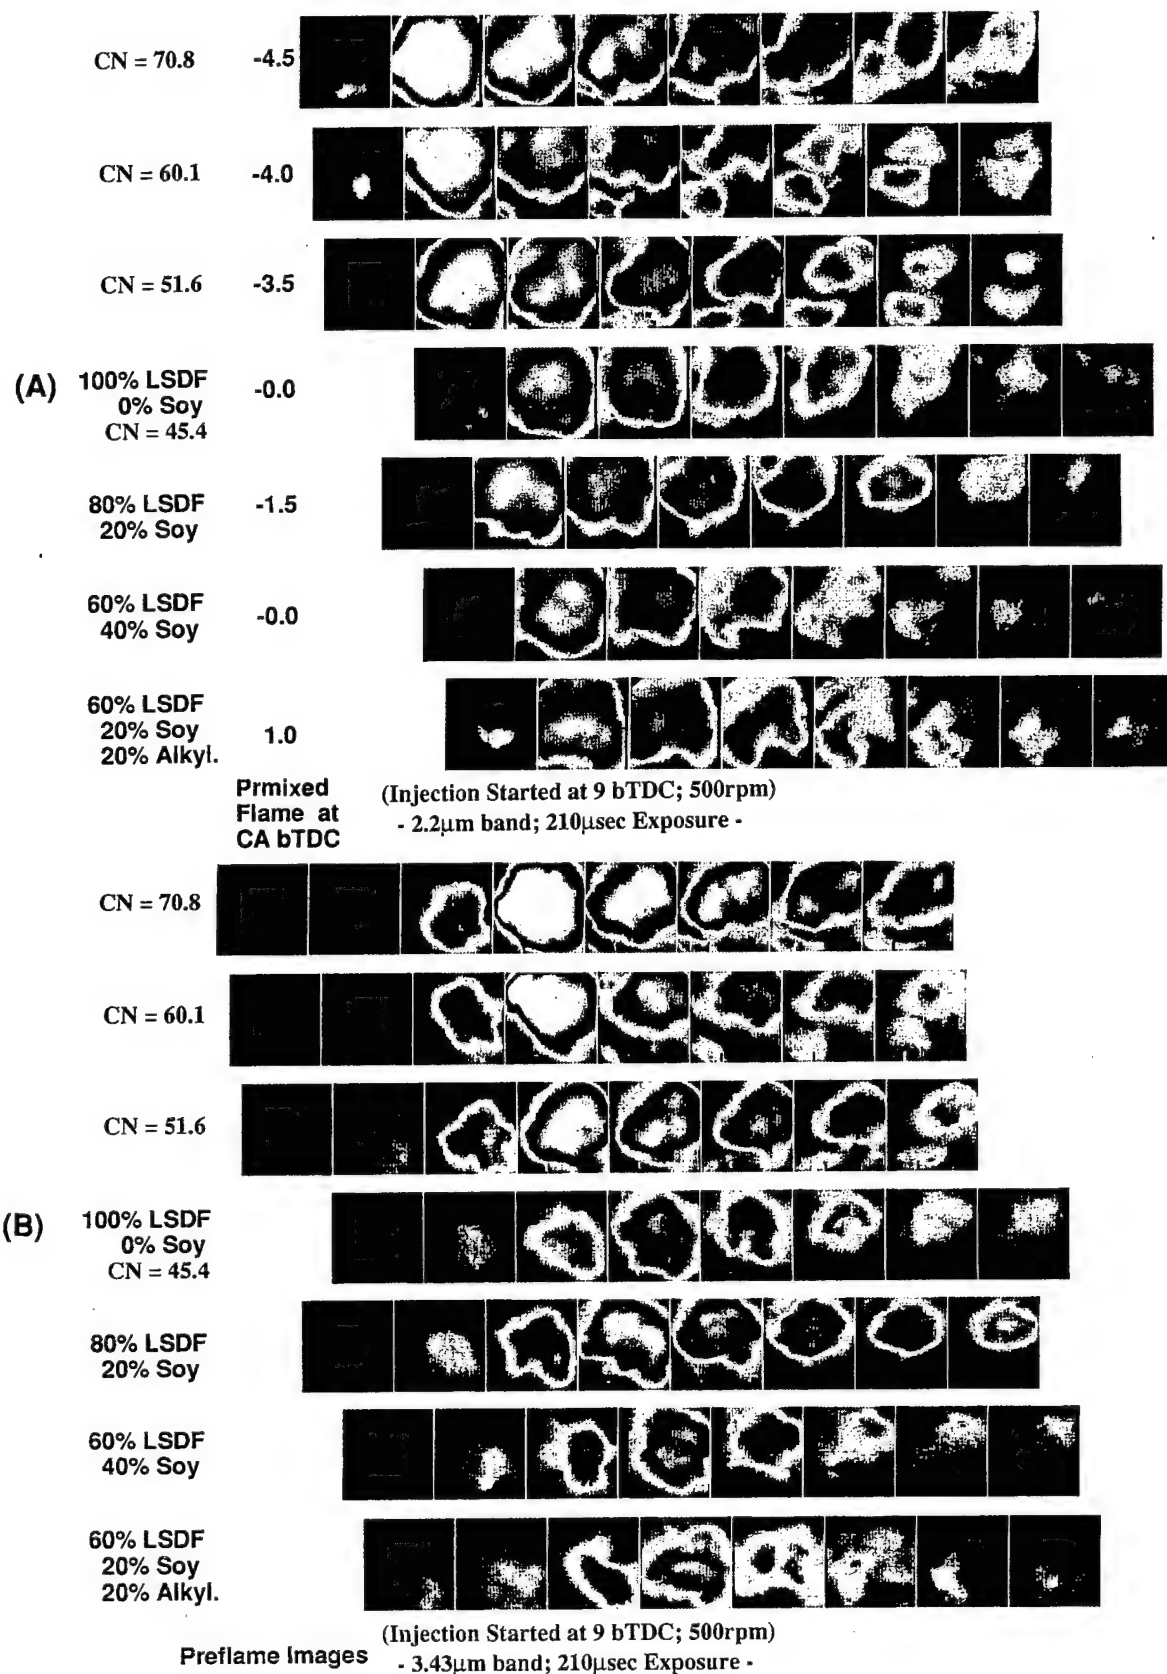 CN = 70.8 -4.5
CN = 60.1 -4.0
CN = 51.6 -3.5
(A) 100% LSDF -0.0
0% Soy
CN = 45.4
80% LSDF -1.5
20% Soy
60% LSDF -0.0
40% Soy
60% LSDF
20% Soy 1.0
20% Alkyl.
Prmixed (Injection Started at 9 bTDC; 500rpm)
Flame at - 2.2µm band; 210µsec Exposure -
CA bTDC
CN = 70.8
CN = 60.1
CN = 51.6
(B) 100% LSDF
0% Soy
CN = 45.4
80% LSDF
20% Soy
60% LSDF
40% Soy
60% LSDF
20% Soy
20% Alkyl.
(Injection Started at 9 bTDC; 500rpm)
Preflame Images - 3.43µm band; 210µsec Exposure -